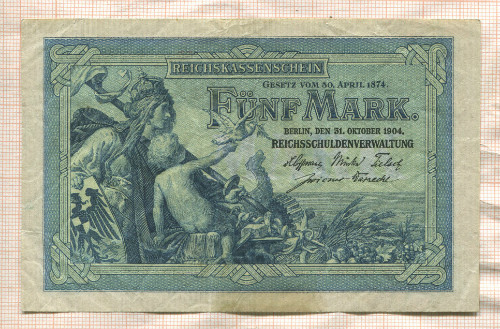 REICHSKASSENSCHEIN
GESETZ VOM 30. APRIL 1874.
FÜNF MARK.
BERLIN, DEN 31. OKTOBER 1904.
REICHSSCHULDENVERWALTUNG